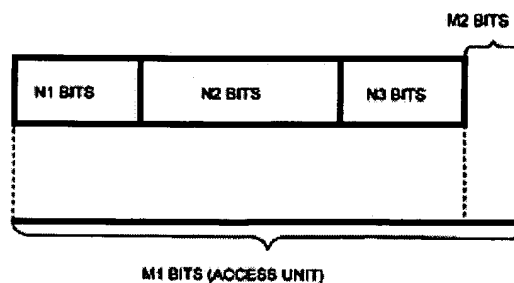 M2 BITS
N1 BITS N2 BITS N3 BITS
M1 BITS (ACCESS UNIT)